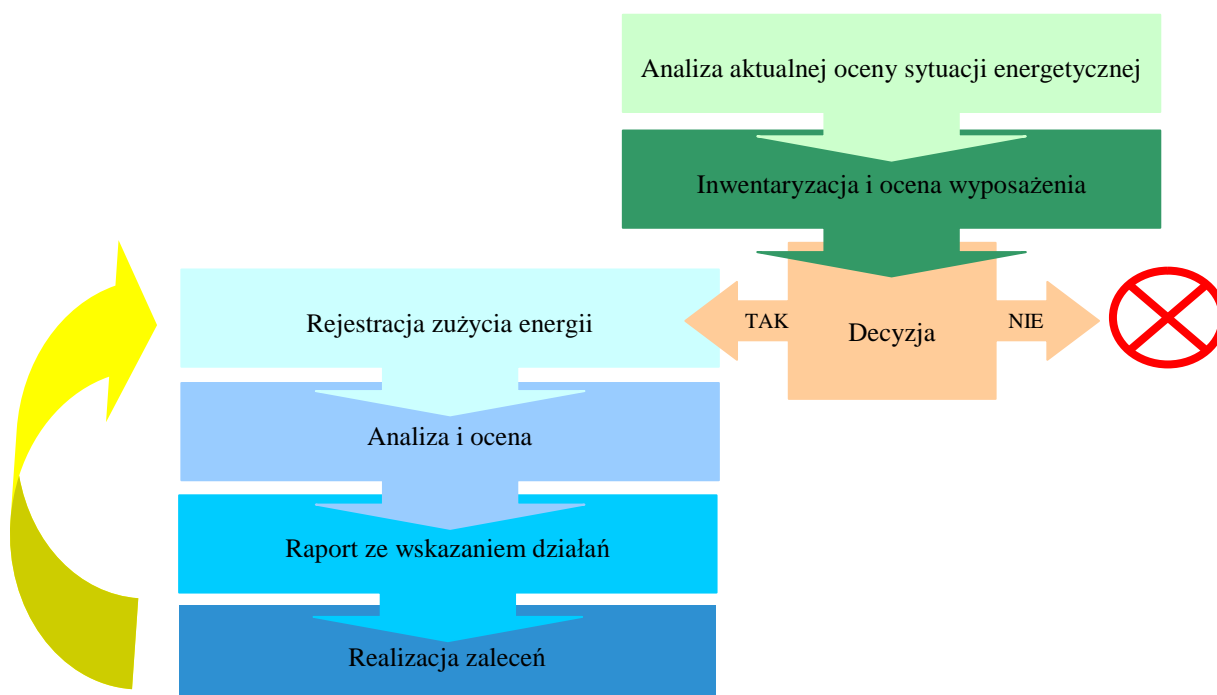 Analiza aktualnej oceny sytuacji energetycznej
Inwentaryzacja i ocena wyposażenia
Rejestracja zużycia energii
TAK
Decyzja
NIE
Analiza i ocena
Raport ze wskazaniem działań
Realizacja zaleceń